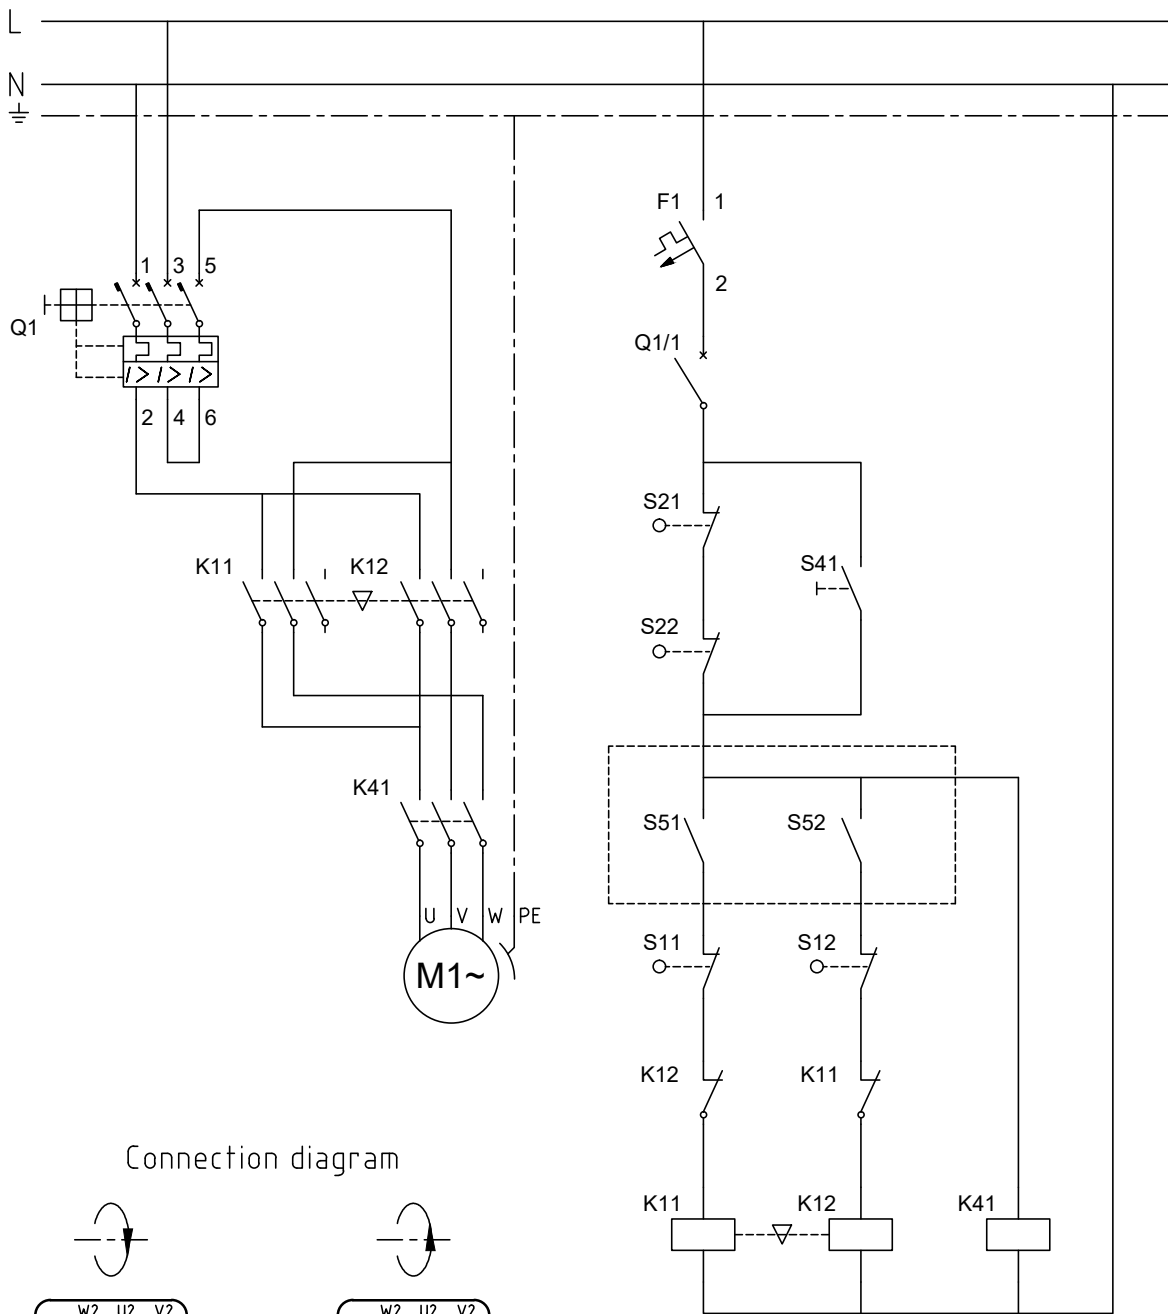 L
N
F1 1
1 3 5
2
Q1
Q1/1
I> I> I>
2 4 6
S21
K11 K12
S41
S22
K41
S51 S52
U V W PE
S11 S12
M1~
K12 K11
Connection diagram
K11 K12 K41
W2 U2 V2
W2 U2 V2